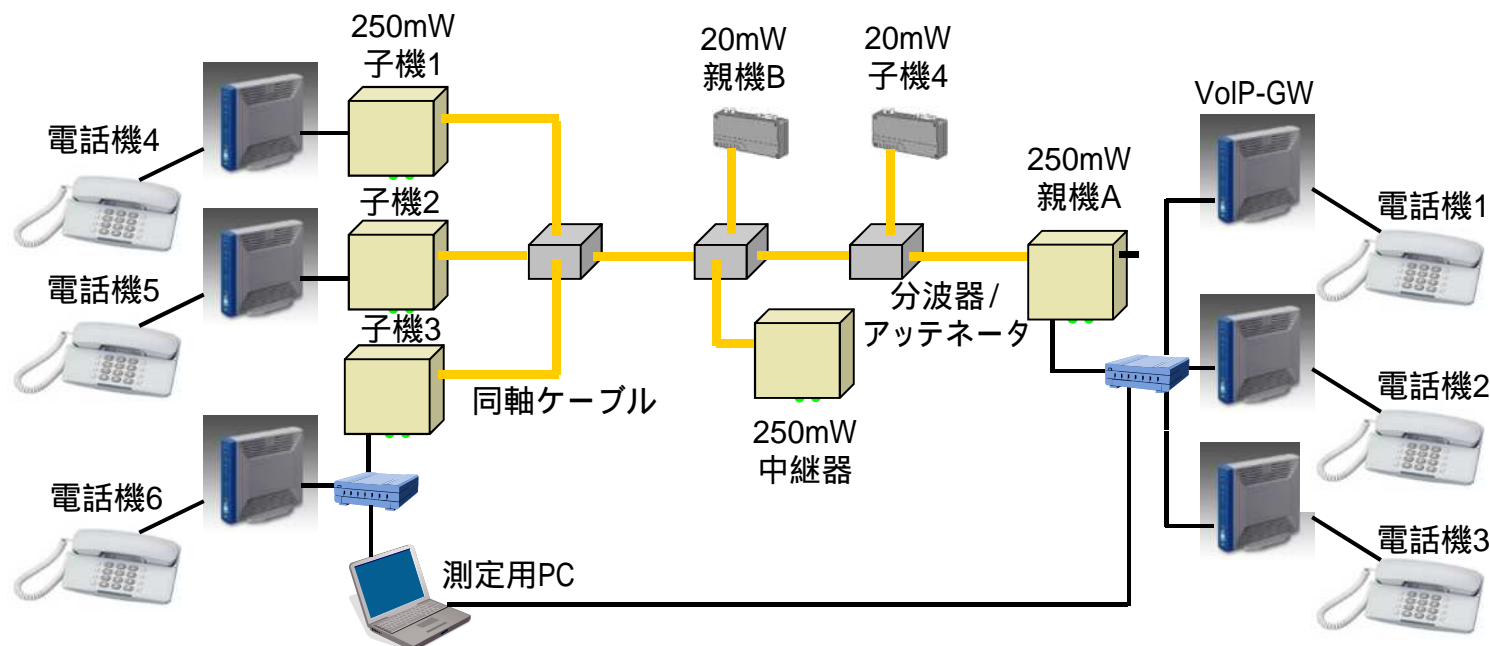 250mW
子機1
20mW
親機B
20mW
子機4
VoIP-GW
電話機4
250mW
親機A
子機2
電話機1
電話機5
分波器/
アッテネータ
子機3
同軸ケーブル
電話機2
250mW
中継器
電話機6
電話機3
測定用PC